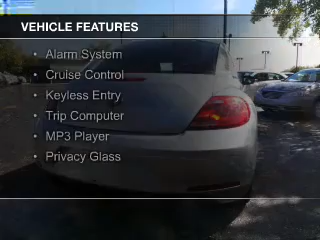 VEHICLE FEATURES
• Alarm System
• Cruise Control
• Keyless Entry
• Trip Computer
• MP3 Player
• Privacy Glass